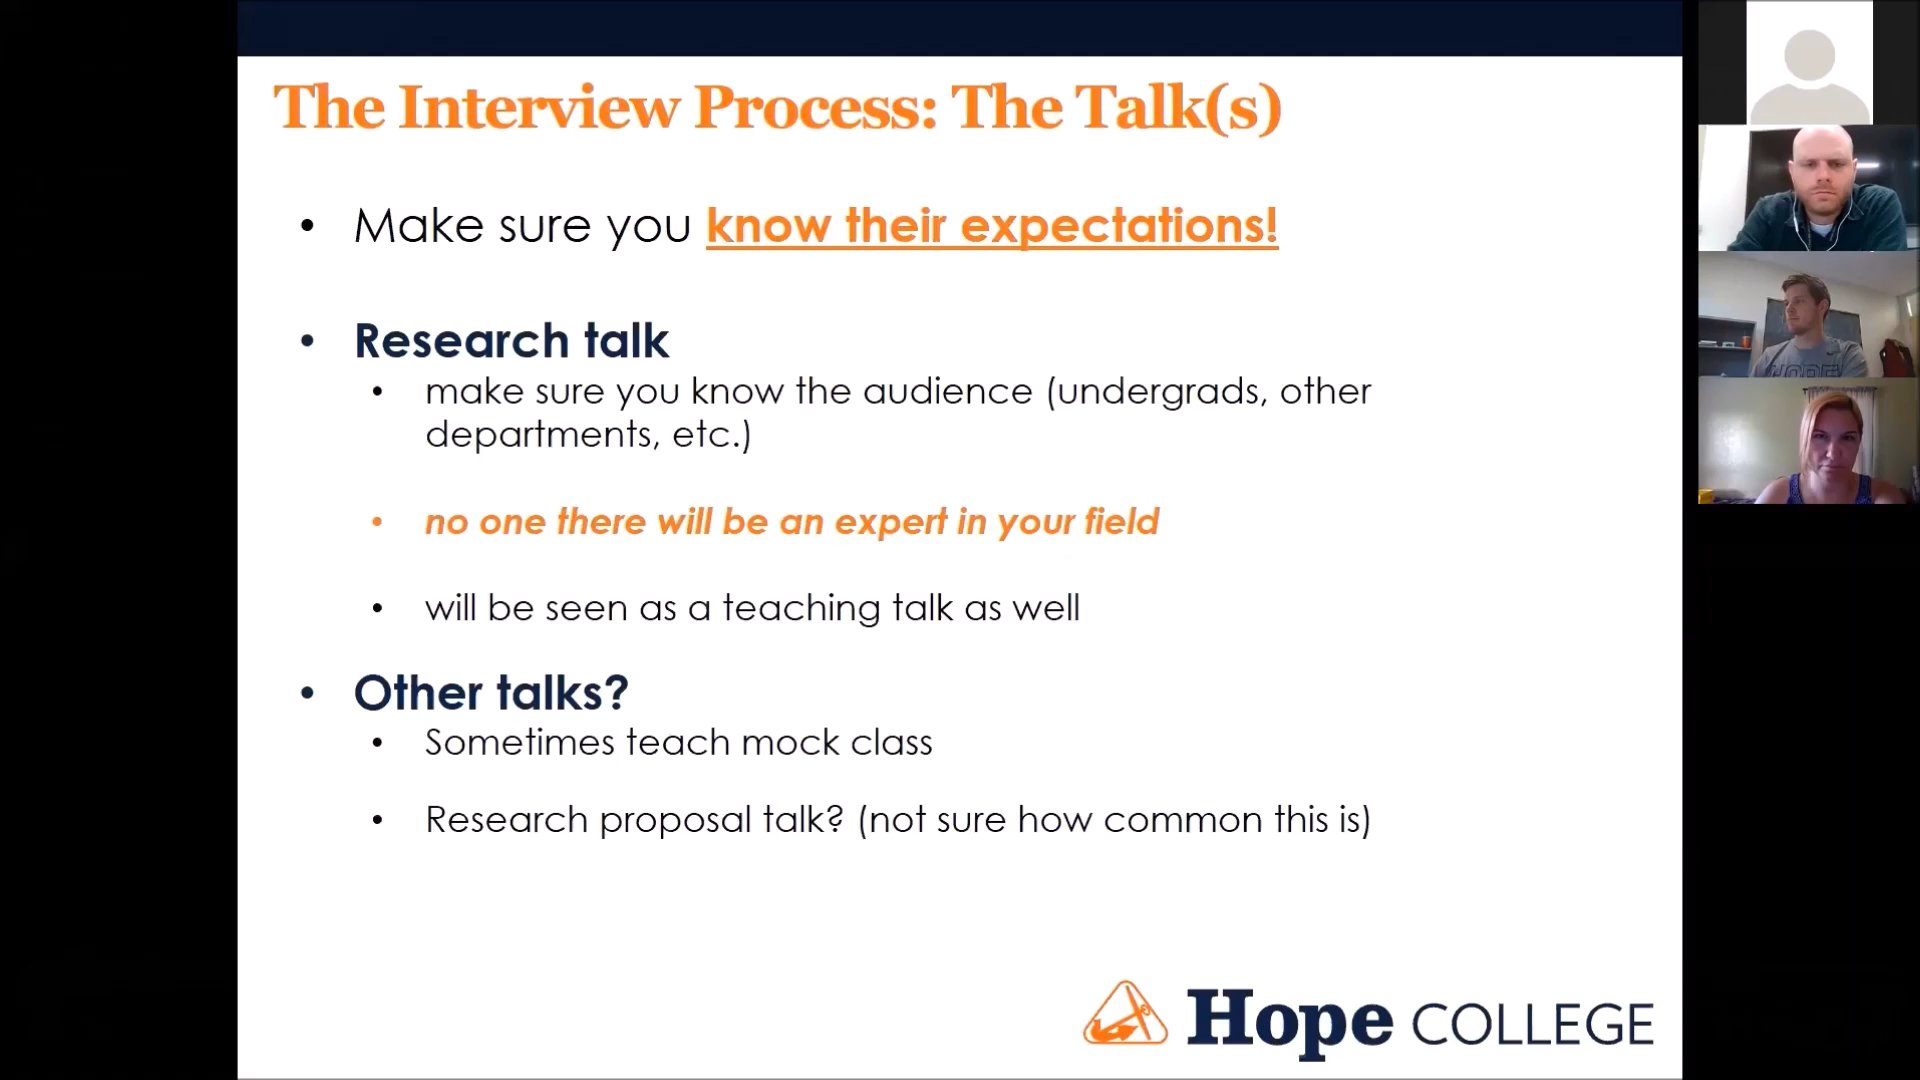 The Interview Process: The Talk(s)
• Make sure you know their expectations!
• Research talk
• make sure you know the audience (undergrads, other
departments, etc.)
• no one there will be an expert in your field
• will be seen as a teaching talk as well
• Other talks?
• Sometimes teach mock class
• Research proposal talk? (not sure how common this is)
Hope COLLEGE
HOPE